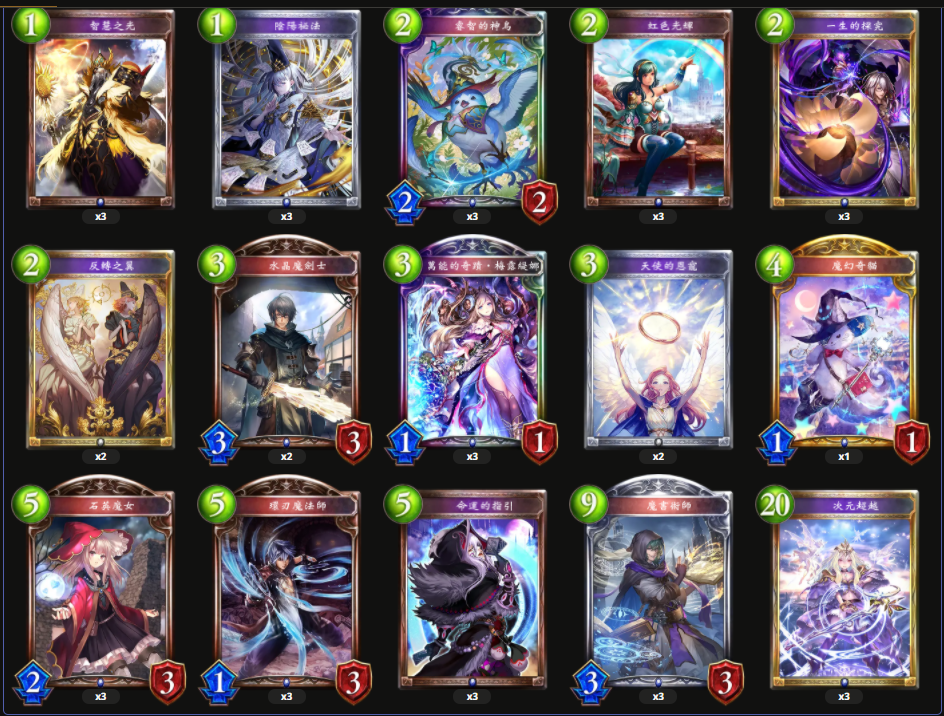 1 智慧之光
x3
1 陰陽祕法
x3
2 睿智的神鳥
2 2
x3
2 虹色光輝
x3
2 一生的探究
x3
2 反轉之翼
x2
3 水晶魔劍士
3 3
x2
3 萬能的奇蹟・梅露緹娜
1 1
x3
3 天使的恩寵
x2
4 魔幻奇貓
1 1
x1
5 石英魔女
2 3
x3
5 環刃魔法師
1 3
x3
5 命運的指引
x3
9 魔書術師
3 3
x3
20 次元超越
x3